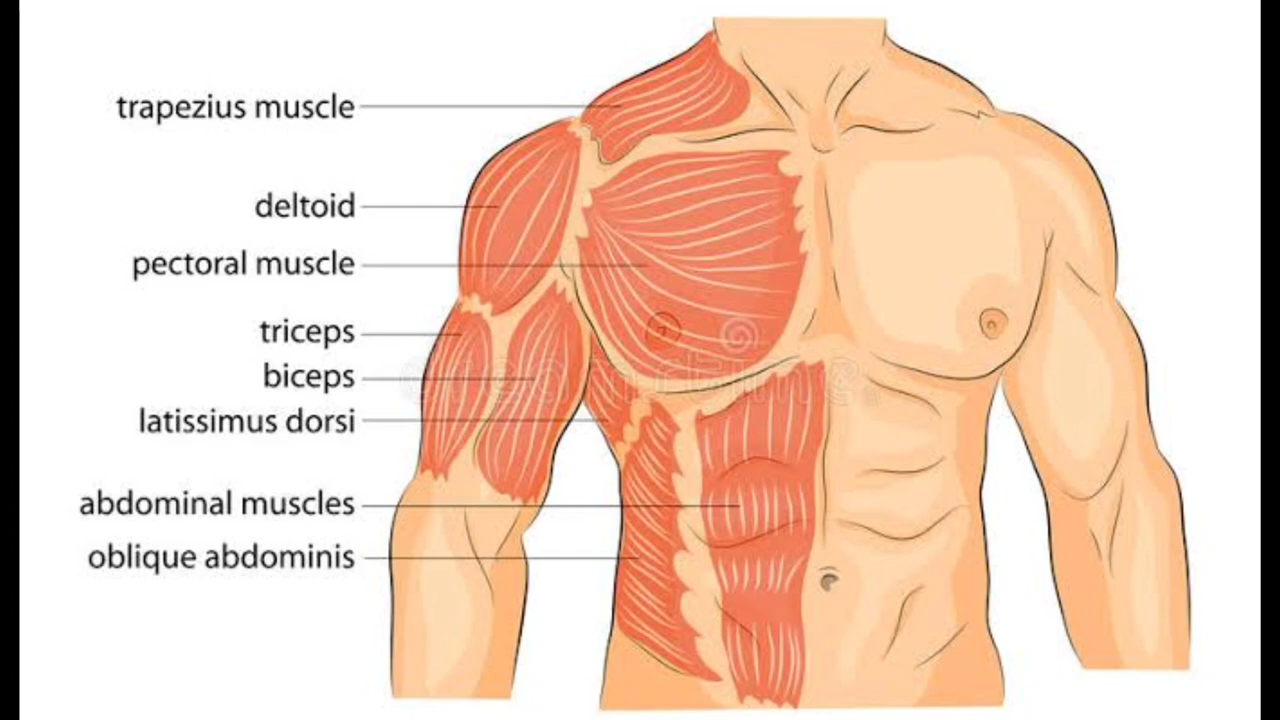 trapezius muscle
deltoid
pectoral muscle
triceps
biceps
latissimus dorsi
abdominal muscles
oblique abdominis